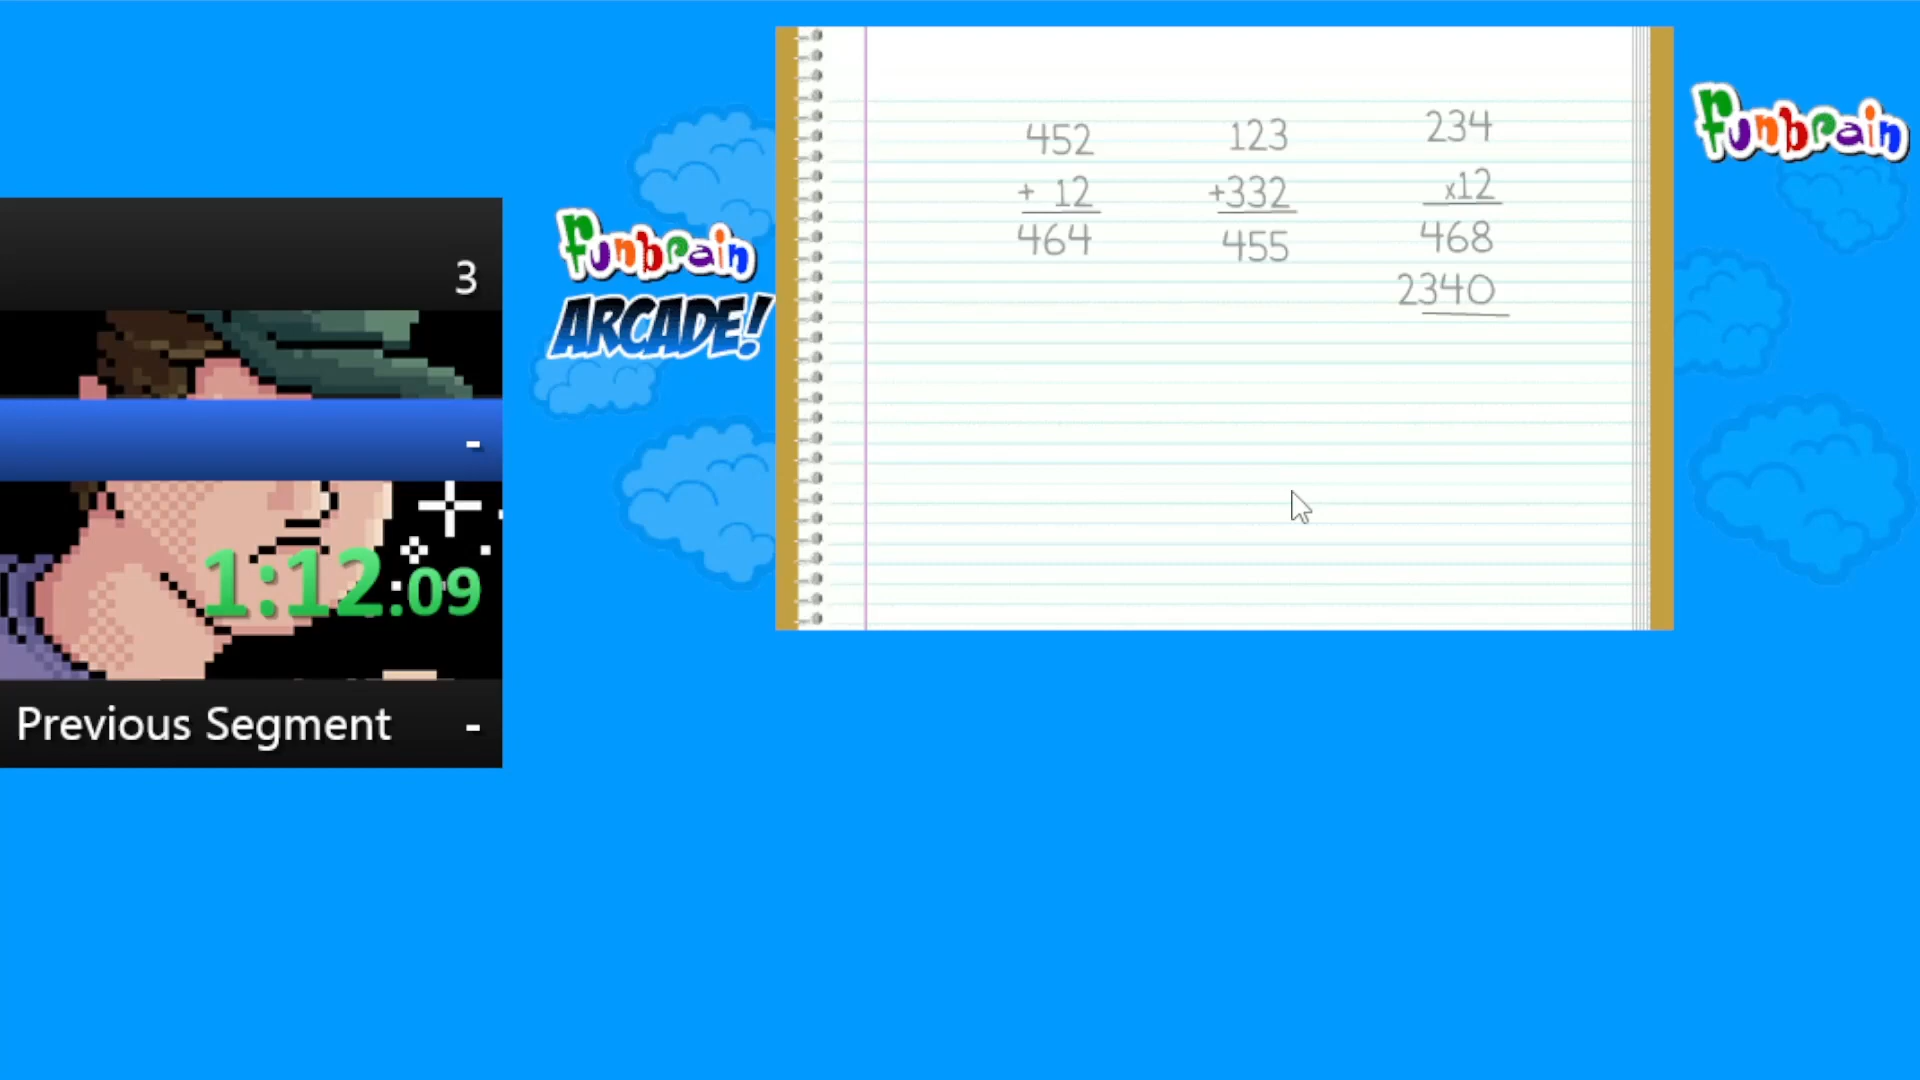 3
-
1:12.09
Previous Segment -
funbrain
ARCADE!
452
+ 12
464
123
+332
455
234
x12
468
2340
funbrain